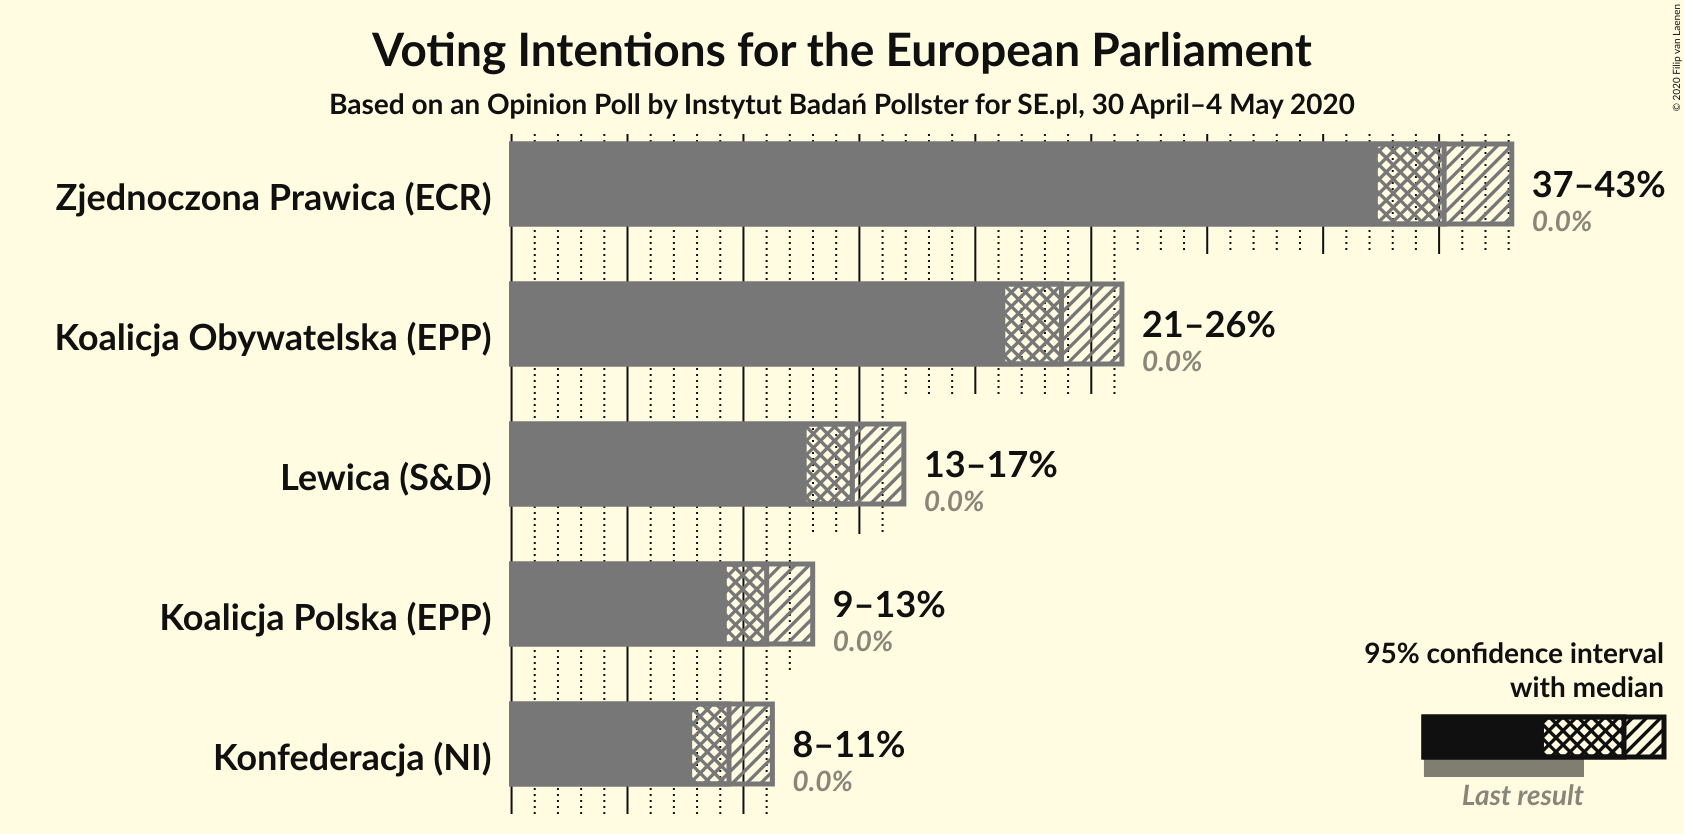 Voting Intentions for the European Parliament
Based on an Opinion Poll by Instytut Badań Pollster for SE.pl, 30 April–4 May 2020
© 2020 Filip van Laenen
Zjednoczona Prawica (ECR)
37–43%
0.0%
Koalicja Obywatelska (EPP)
21–26%
0.0%
Lewica (S&D)
13–17%
0.0%
Koalicja Polska (EPP)
9–13%
0.0%
Konfederacja (NI)
8–11%
0.0%
95% confidence interval
with median
Last result